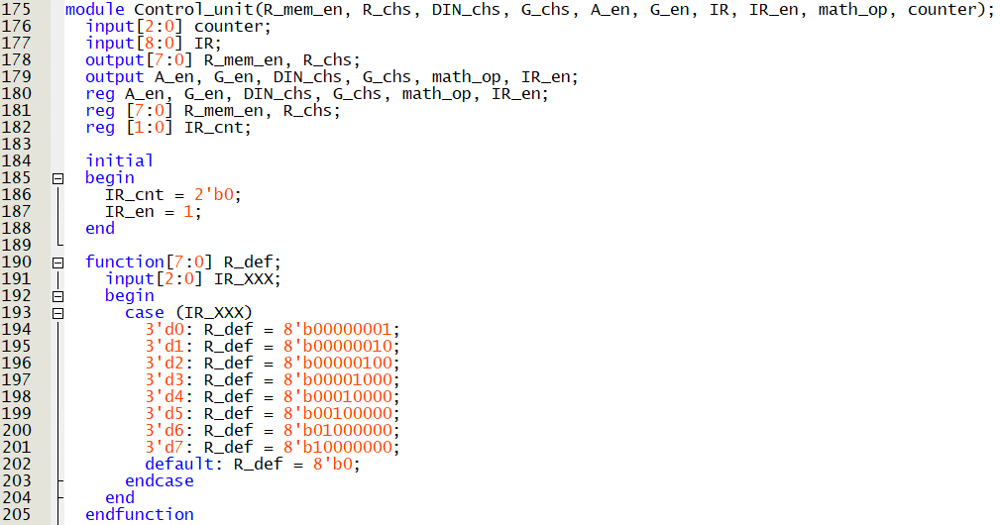 175 module Control_unit(R_mem_en, R_chs, DIN_chs, G_chs, A_en, G_en, IR, IR_en, math_op, counter);
176 input[2:0] counter;
177 input[8:0] IR;
178 output[7:0] R_mem_en, R_chs;
179 output A_en, G_en, DIN_chs, G_chs, math_op, IR_en;
180 reg A_en, G_en, DIN_chs, G_chs, math_op, IR_en;
181 reg [7:0] R_mem_en, R_chs;
182 reg [1:0] IR_cnt;
183
184 initial
185 begin
186 IR_cnt = 2'b0;
187 IR_en = 1;
188 end
189
190 function[7:0] R_def;
191 input[2:0] IR_XXX;
192 begin
193 case (IR_XXX)
194 3'd0: R_def = 8'b00000001;
195 3'd1: R_def = 8'b00000010;
196 3'd2: R_def = 8'b00000100;
197 3'd3: R_def = 8'b00001000;
198 3'd4: R_def = 8'b00010000;
199 3'd5: R_def = 8'b00100000;
200 3'd6: R_def = 8'b01000000;
201 3'd7: R_def = 8'b10000000;
202 default: R_def = 8'b0;
203 endcase
204 end
205 endfunction